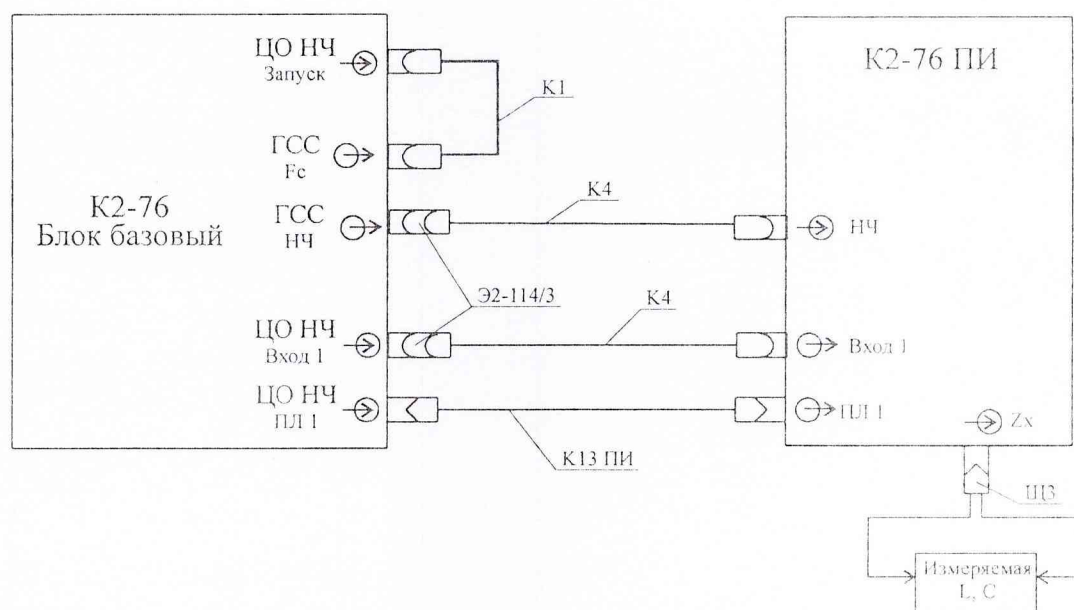 ЦО НЧ
Запуск
К2-76 ПИ
К1
ГСС
Fc
К2-76
Блок базовый
ГСС
НЧ
К4
НЧ
Э2-114/3
К4
ЦО НЧ
Вход 1
Вход 1
ЦО НЧ
ПЛ 1
ПЛ 1
Zx
К13 ПИ
Щ3
Измеряемая
L, C